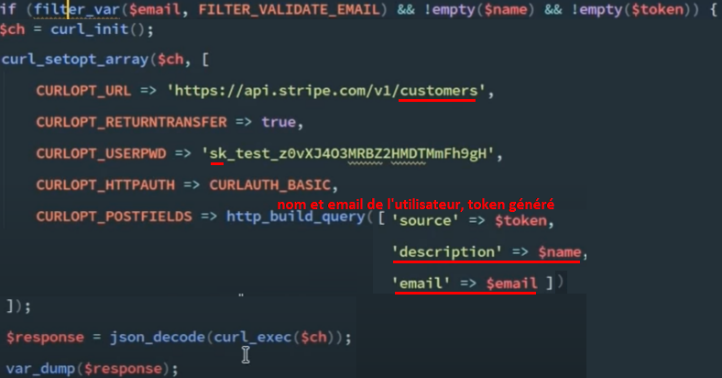 if (filter_var($email, FILTER_VALIDATE_EMAIL) && !empty($name) && !empty($token)) {
$ch = curl_init();
curl_setopt_array($ch, [
CURLOPT_URL => 'https://api.stripe.com/v1/customers',
CURLOPT_RETURNTRANSFER => true,
CURLOPT_USERPWD => 'sk_test_z0vXJ4O3MRBZ2HMDTMmFh9gH',
CURLOPT_HTTPAUTH => CURLAUTH_BASIC,
nom et email de l'utilisateur, token généré
CURLOPT_POSTFIELDS => http_build_query([ 'source' => $token,
'description' => $name,
'email' => $email ])
]);
$response = json_decode(curl_exec($ch));
var_dump($response);